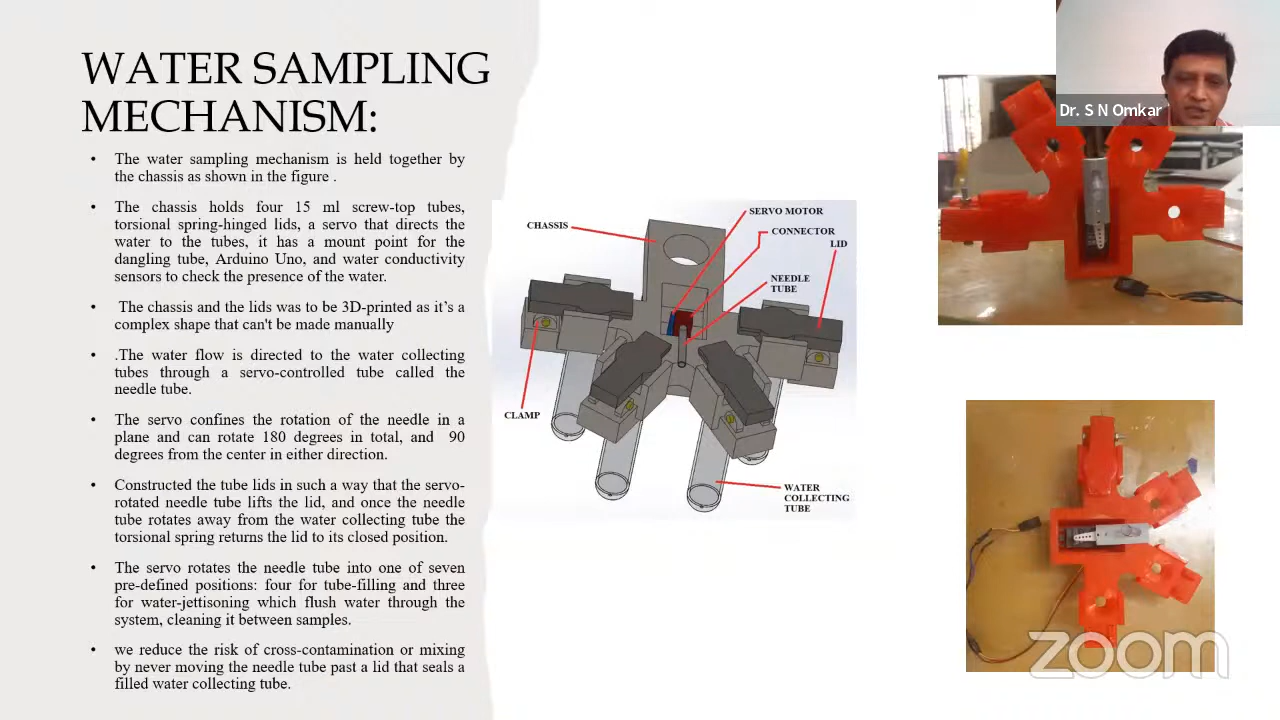 WATER SAMPLING
MECHANISM:
• The water sampling mechanism is held together by
the chassis as shown in the figure .
• The chassis holds four 15 ml screw-top tubes,
torsional spring-hinged lids, a servo that directs the
water to the tubes, it has a mount point for the
dangling tube, Arduino Uno, and water conductivity
sensors to check the presence of the water.
• The chassis and the lids was to be 3D-printed as it's a
complex shape that can't be made manually
• .The water flow is directed to the water collecting
tubes through a servo-controlled tube called the
needle tube.
• The servo confines the rotation of the needle in a
plane and can rotate 180 degrees in total, and 90
degrees from the center in either direction.
• Constructed the tube lids in such a way that the servo-
rotated needle tube lifts the lid, and once the needle
tube rotates away from the water collecting tube the
torsional spring returns the lid to its closed position.
• The servo rotates the needle tube into one of seven
pre-defined positions: four for tube-filling and three
for water-jettisoning which flush water through the
system, cleaning it between samples.
• we reduce the risk of cross-contamination or mixing
by never moving the needle tube past a lid that seals a
filled water collecting tube.
CHASSIS
SERVO MOTOR
CONNECTOR
LID
NEEDLE
TUBE
CLAMP
WATER
COLLECTING
TUBE
Dr. S N Omkar
zoom